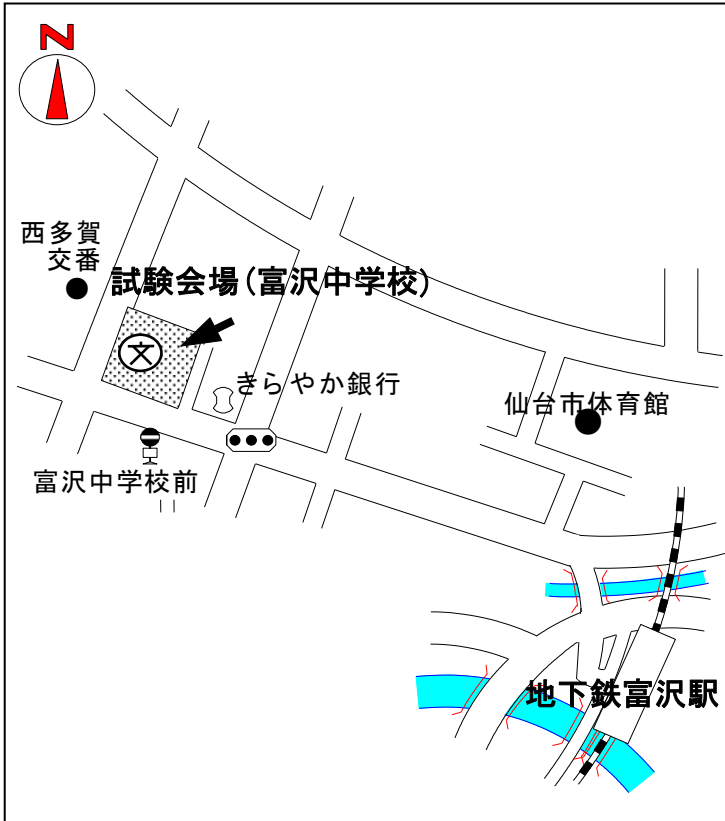 N
西多賀
交番
試験会場(富沢中学校)
文
きらやか銀行
仙台市体育館
富沢中学校前
地下鉄富沢駅